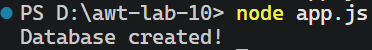 PS D:\awt-lab-10> node app.js
Database created!